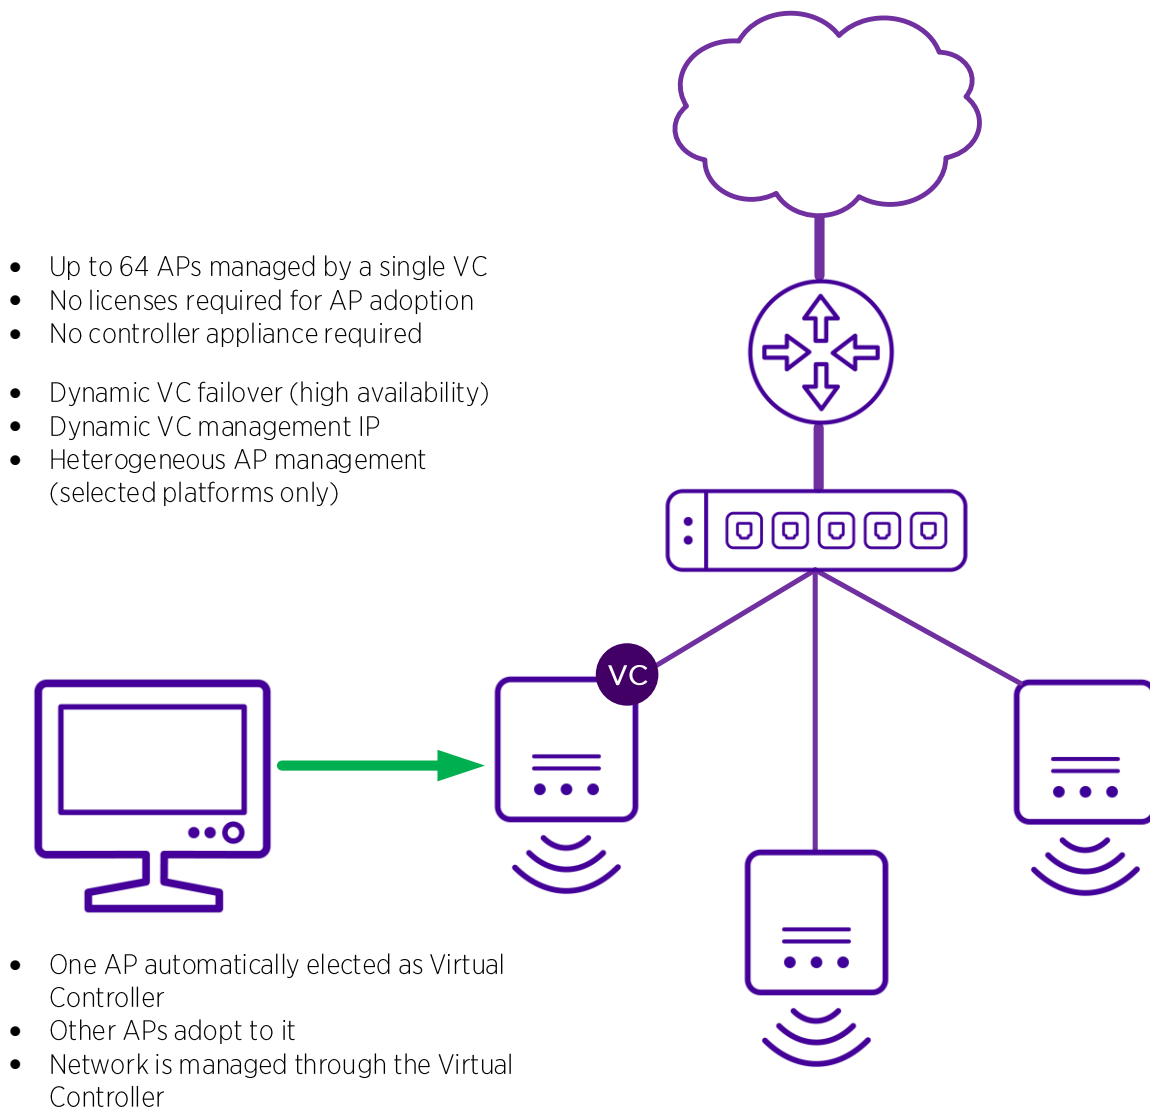 • Up to 64 APs managed by a single VC
• No licenses required for AP adoption
• No controller appliance required
• Dynamic VC failover (high availability)
• Dynamic VC management IP
• Heterogeneous AP management
(selected platforms only)
VC
• One AP automatically elected as Virtual
Controller
• Other APs adopt to it
• Network is managed through the Virtual
Controller